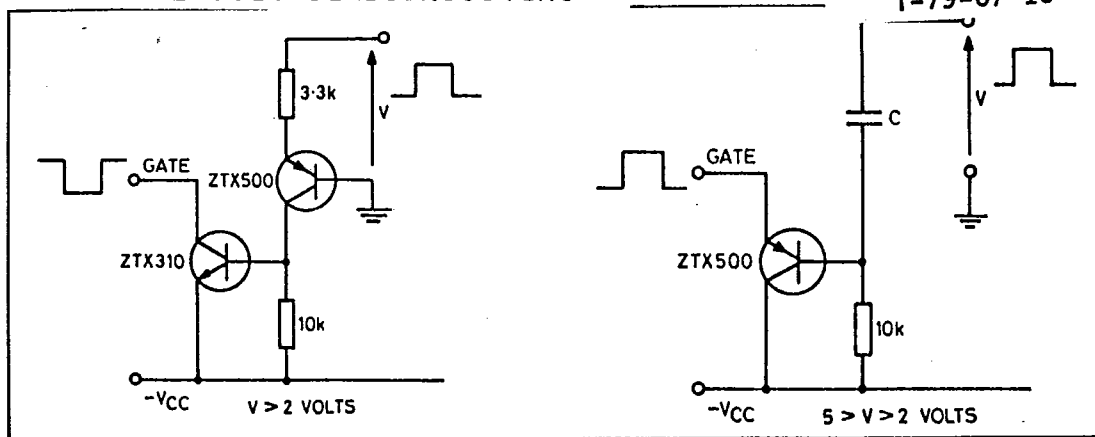 3·3k
V
GATE
ZTX500
ZTX310
10k
-VCC
V > 2 VOLTS
C
V
GATE
ZTX500
10k
-VCC
5 > V > 2 VOLTS